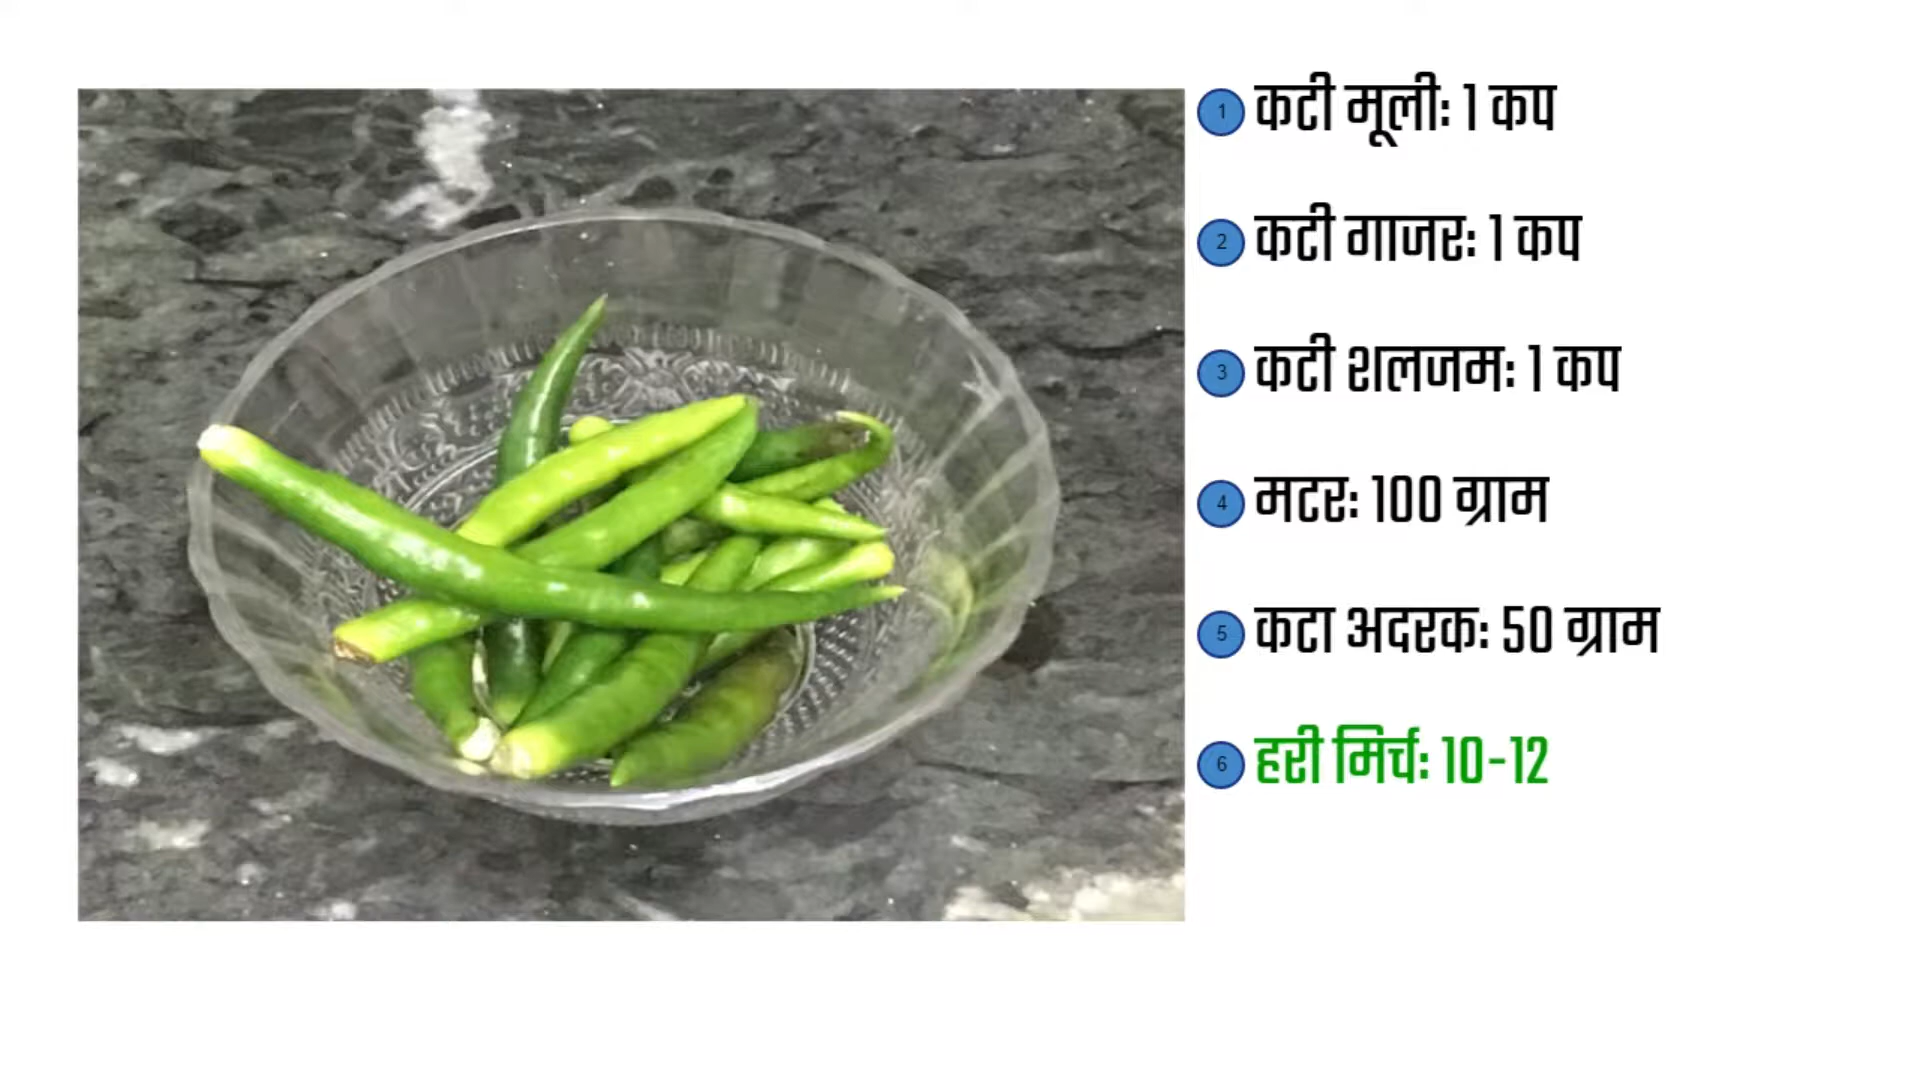 1 कटी मूली: 1 कप
2 कटी गाजर: 1 कप
3 कटी शलजम: 1 कप
4 मटर: 100 ग्राम
5 कटा अदरक: 50 ग्राम
6 हरी मिर्च: 10-12